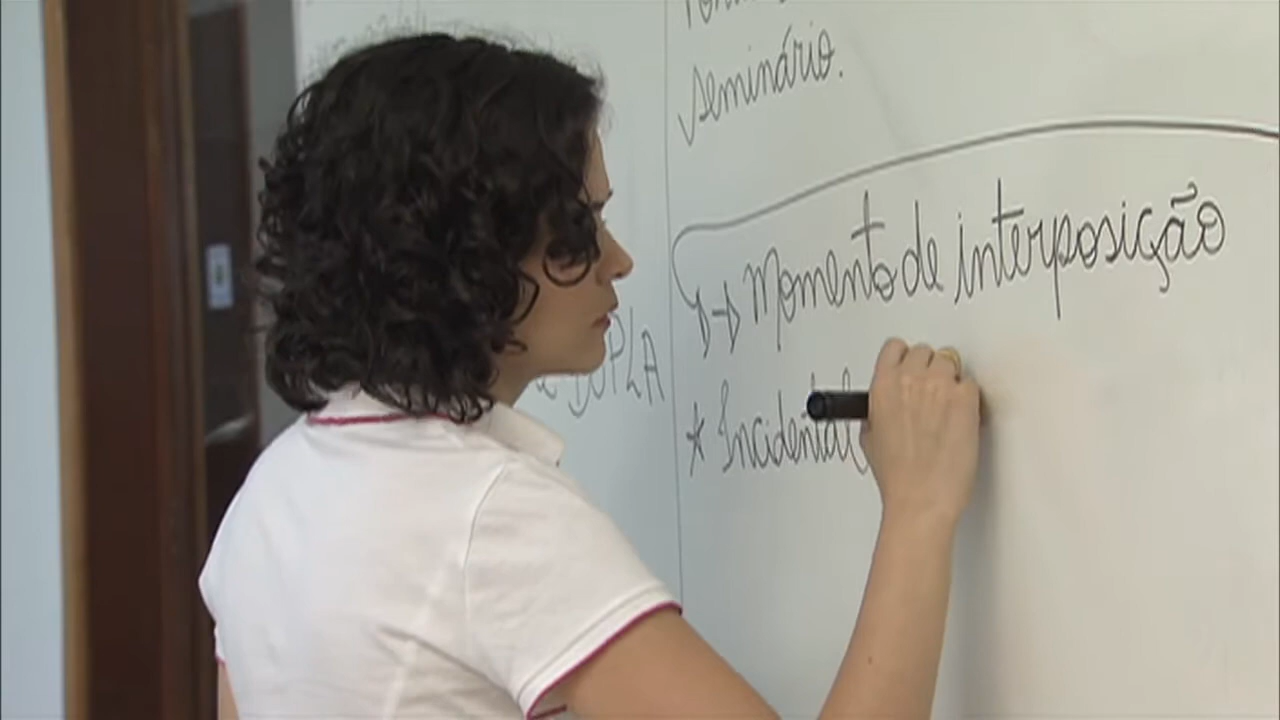 seminário.
Momento de interposição
* Incidental
DUPLA